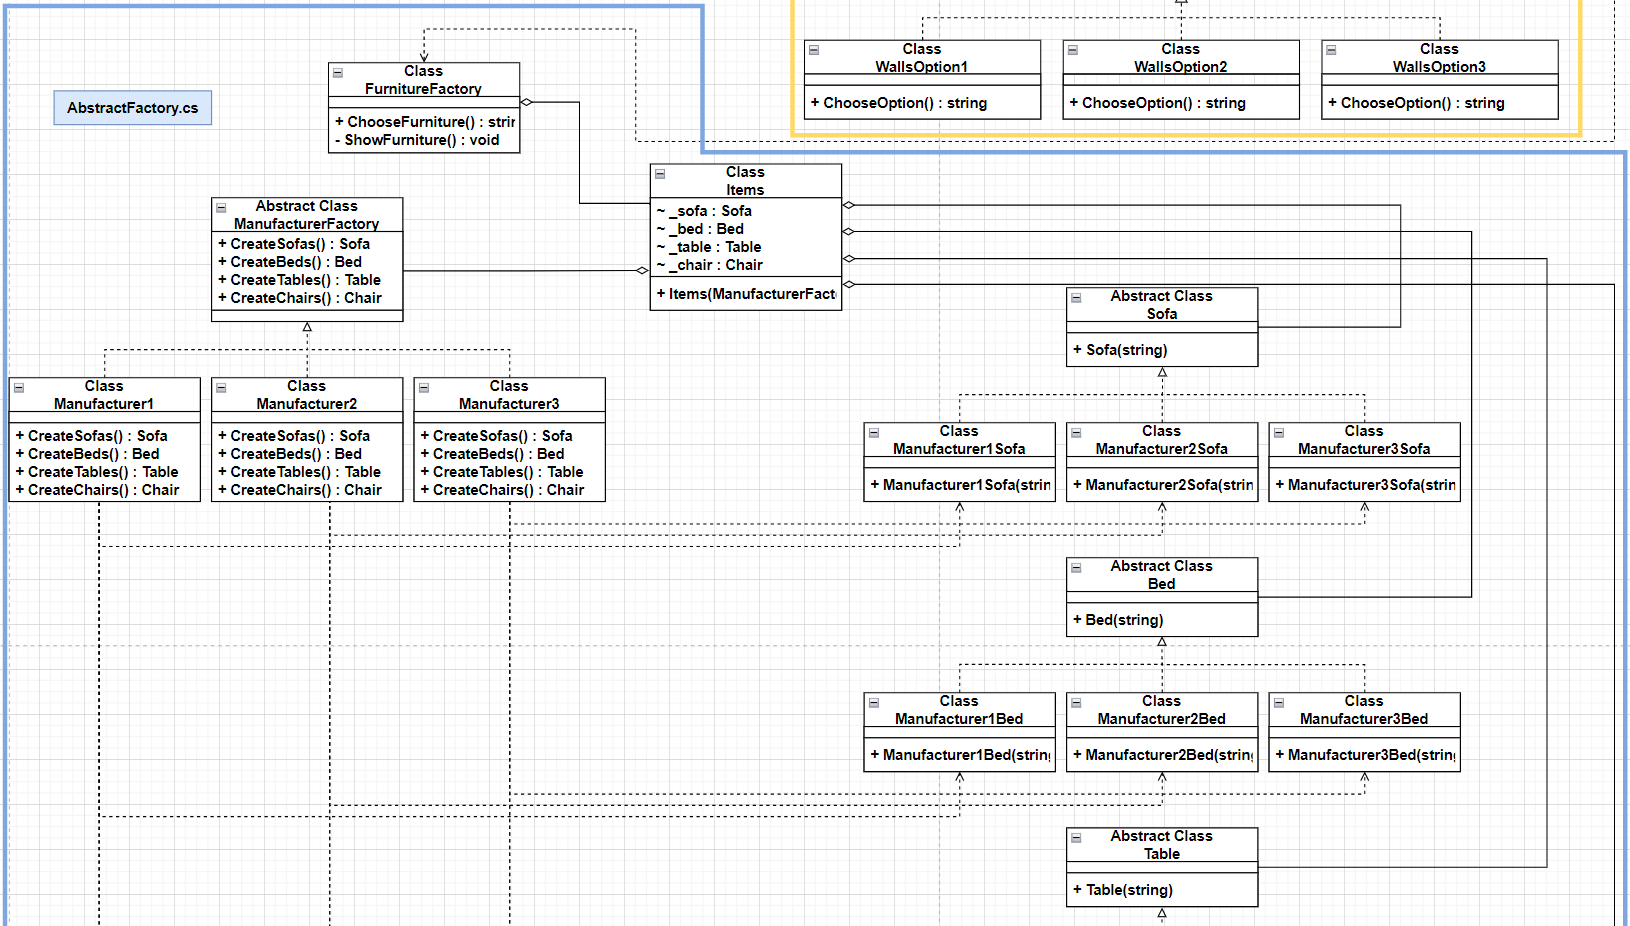 Class
WallsOption1
+ ChooseOption() : string
Class
WallsOption2
+ ChooseOption() : string
Class
WallsOption3
+ ChooseOption() : string
AbstractFactory.cs
Class
FurnitureFactory
+ ChooseFurniture() : strin
- ShowFurniture() : void
Class
Items
~ _sofa : Sofa
~ _bed : Bed
~ _table : Table
~ _chair : Chair
+ Items(ManufacturerFact
Abstract Class
ManufacturerFactory
+ CreateSofas() : Sofa
+ CreateBeds() : Bed
+ CreateTables() : Table
+ CreateChairs() : Chair
Class
Manufacturer1
+ CreateSofas() : Sofa
+ CreateBeds() : Bed
+ CreateTables() : Table
+ CreateChairs() : Chair
Class
Manufacturer2
+ CreateSofas() : Sofa
+ CreateBeds() : Bed
+ CreateTables() : Table
+ CreateChairs() : Chair
Class
Manufacturer3
+ CreateSofas() : Sofa
+ CreateBeds() : Bed
+ CreateTables() : Table
+ CreateChairs() : Chair
Abstract Class
Sofa
+ Sofa(string)
Class
Manufacturer1Sofa
+ Manufacturer1Sofa(strin
Class
Manufacturer2Sofa
+ Manufacturer2Sofa(strin
Class
Manufacturer3Sofa
+ Manufacturer3Sofa(strin
Abstract Class
Bed
+ Bed(string)
Class
Manufacturer1Bed
+ Manufacturer1Bed(string
Class
Manufacturer2Bed
+ Manufacturer2Bed(string
Class
Manufacturer3Bed
+ Manufacturer3Bed(string
Abstract Class
Table
+ Table(string)